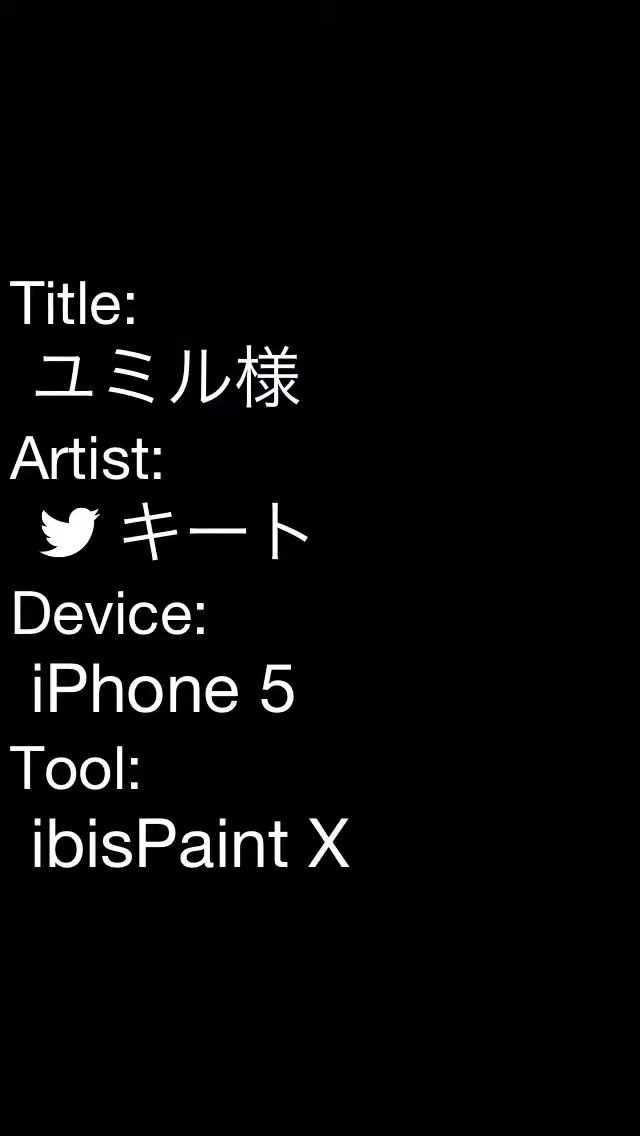 Title:
ユミル様
Artist:
キート
Device:
iPhone 5
Tool:
ibisPaint X